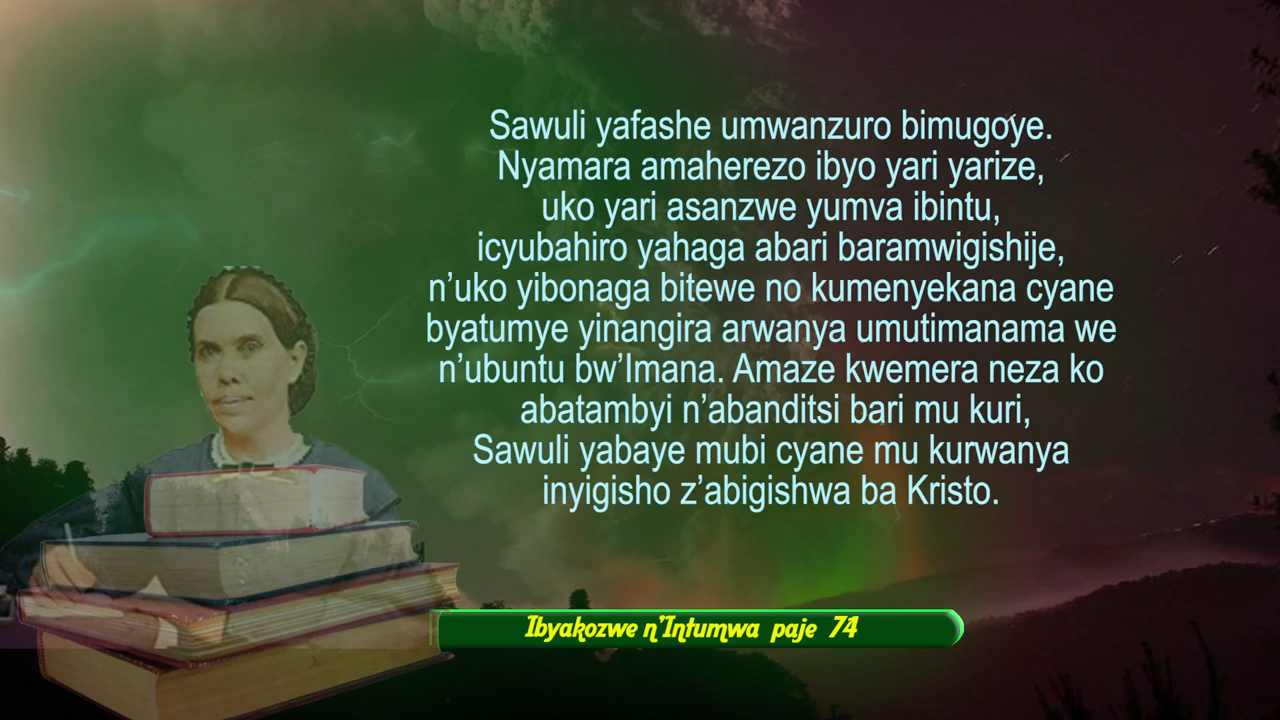 Sawuli yafashe umwanzuro bimugoye.
Nyamara amaherezo ibyo yari yarize,
uko yari asanzwe yumva ibintu,
icyubahiro yahaga abari baramwigishije,
n’uko yibonaga bitewe no kumenyekana cyane
byatumye yinangira arwanya umutimanama we
n’ubuntu bw’Imana. Amaze kwemera neza ko
abatambyi n’abanditsi bari mu kuri,
Sawuli yabaye mubi cyane mu kurwanya
inyigisho z’abigishwa ba Kristo.
Ibyakozwe n’Intumwa paje 74